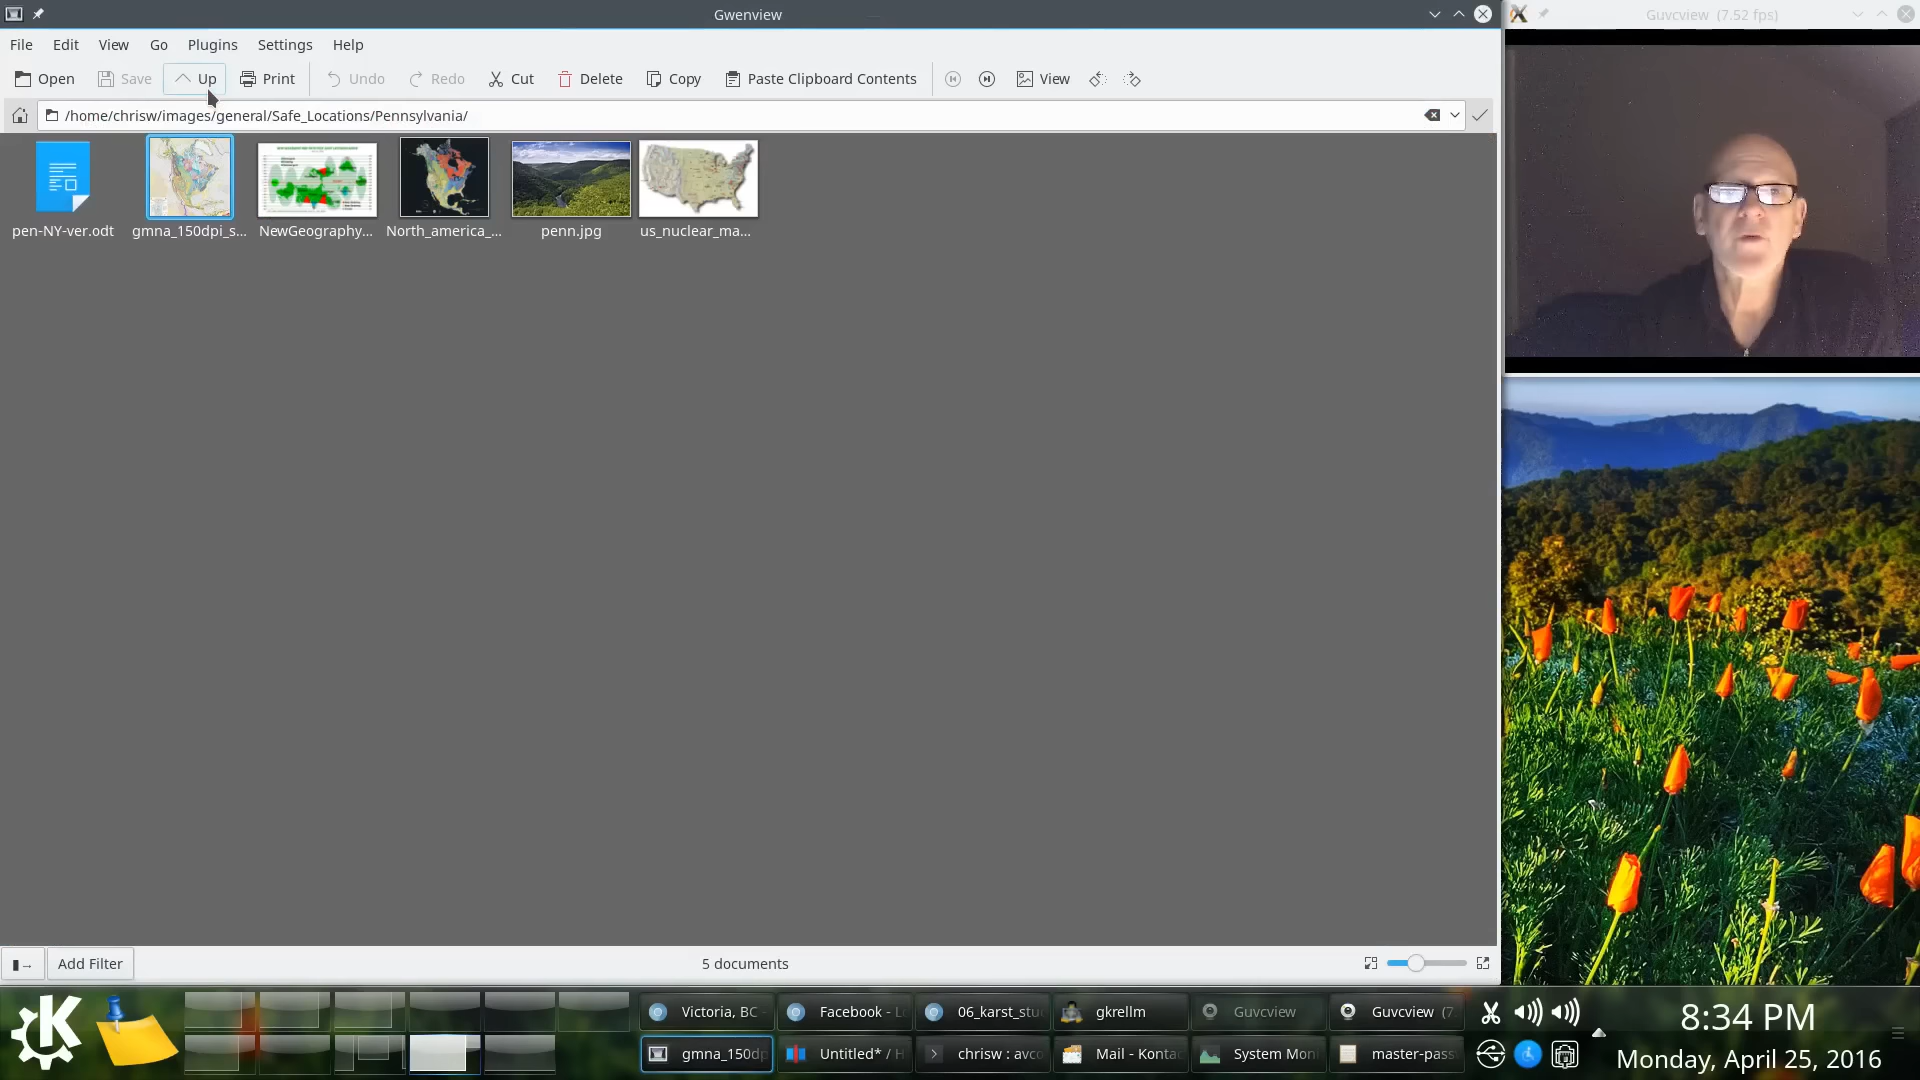 Gwenview
Guvcview (7.52 fps)
File Edit View Go Plugins Settings Help
Open Save Up Print Undo Redo Cut Delete Copy Paste Clipboard Contents View
/home/chrisw/images/general/Safe_Locations/Pennsylvania/
pen-NY-ver.odt gmna_150dpi_s... NewGeography... North_america_... penn.jpg us_nuclear_ma...
Add Filter 5 documents
Victoria, BC - Facebook - Lo 06_karst_stu gkrellm Guvcview Guvcview (7
gmna_150dp Untitled* / H chrisw : avco Mail - Konta System Mon master-pass
8:34 PM
Monday, April 25, 2016